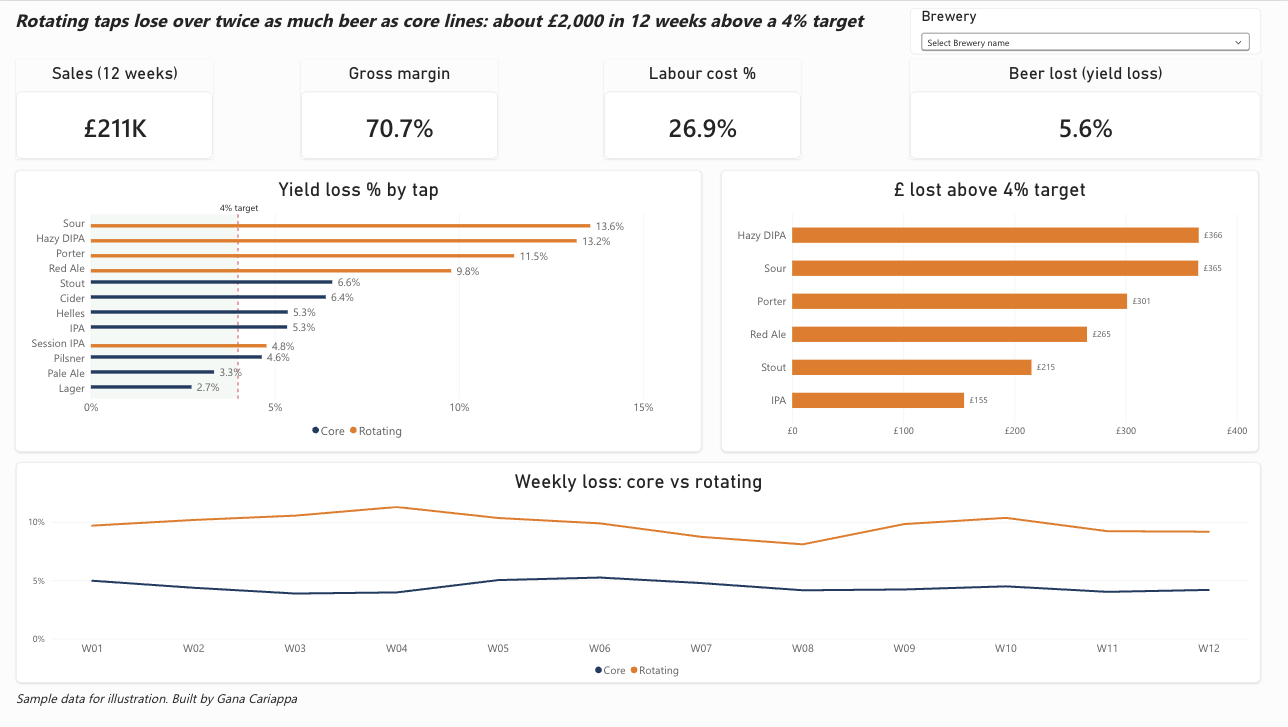 Rotating taps lose over twice as much beer as core lines: about £2,000 in 12 weeks above a 4% target
Brewery
Select Brewery name
Sales (12 weeks)
£211K
Gross margin
70.7%
Labour cost %
26.9%
Beer lost (yield loss)
5.6%
Yield loss % by tap
4% target
Sour 13.6%
Hazy DIPA 13.2%
Porter 11.5%
Red Ale 9.8%
Stout 6.6%
Cider 6.4%
Helles 5.3%
IPA 5.3%
Session IPA 4.8%
Pilsner 4.6%
Pale Ale 3.3%
Lager 2.7%
0% 5% 10% 15%
Core Rotating
£ lost above 4% target
Hazy DIPA £366
Sour £365
Porter £301
Red Ale £265
Stout £215
IPA £155
£0 £100 £200 £300 £400
Weekly loss: core vs rotating
10%
5%
0%
W01 W02 W03 W04 W05 W06 W07 W08 W09 W10 W11 W12
Core Rotating
Sample data for illustration. Built by Gana Cariappa